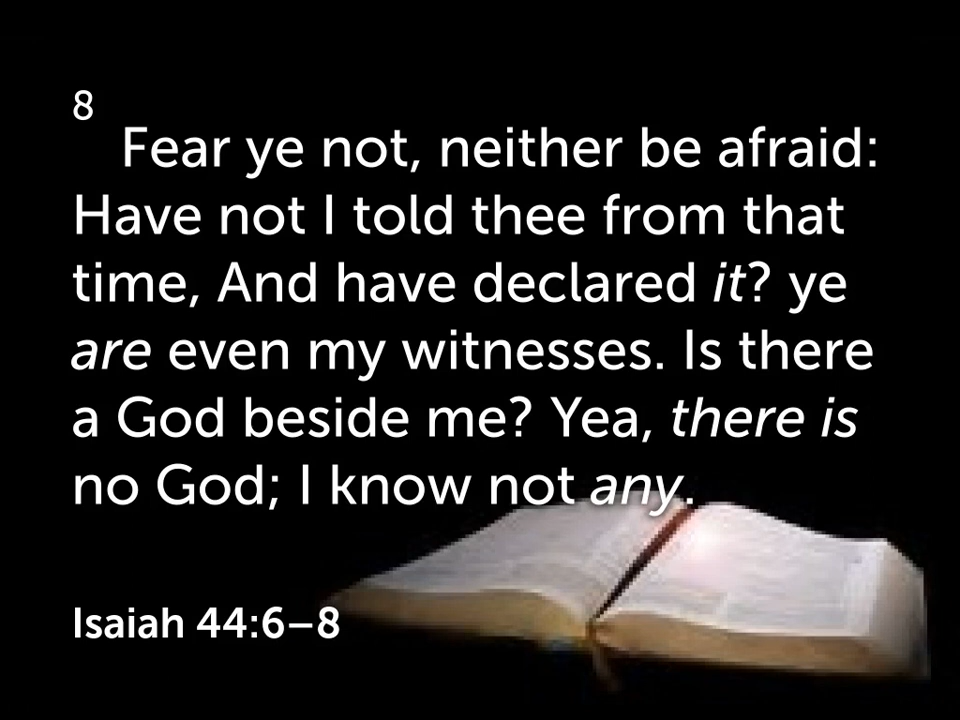 8
Fear ye not, neither be afraid:
Have not I told thee from that
time, And have declared it? ye
are even my witnesses. Is there
a God beside me? Yea, there is
no God; I know not any.
Isaiah 44:6–8